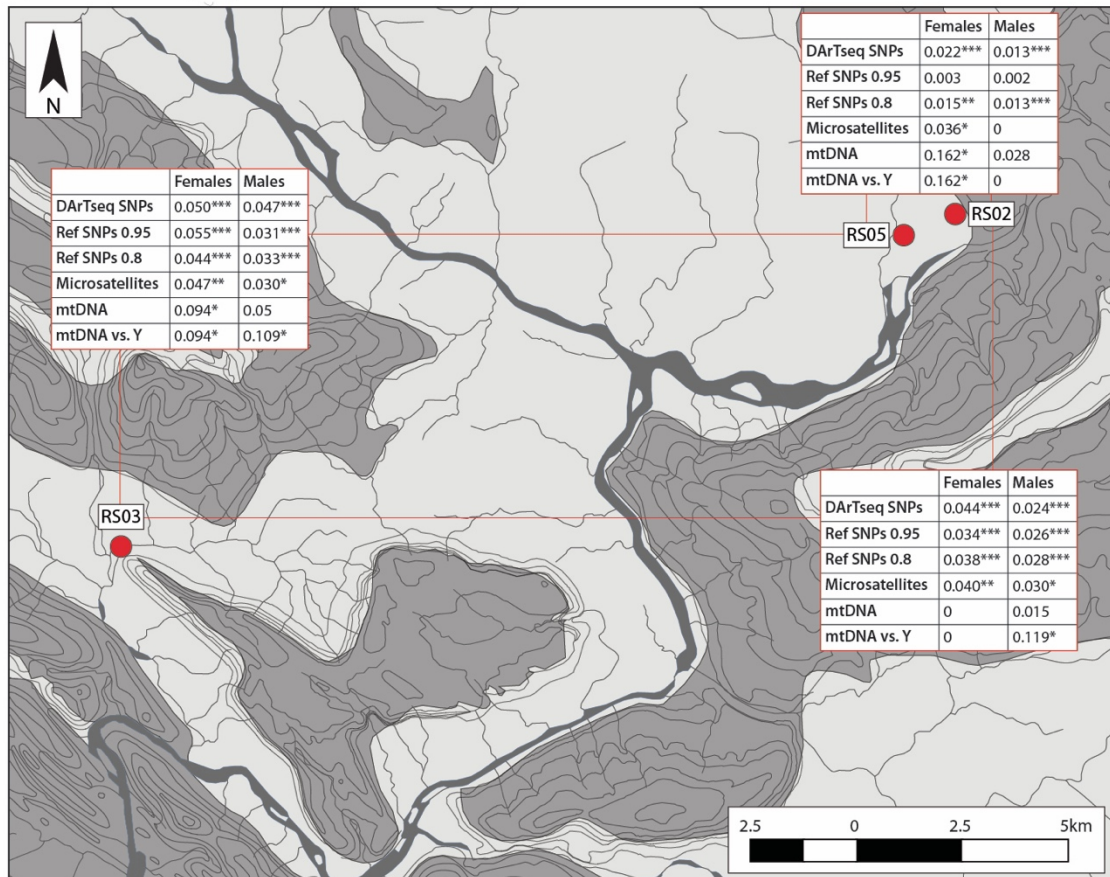 Females Males
DArTseq SNPs 0.022*** 0.013***
Ref SNPs 0.95 0.003 0.002
Ref SNPs 0.8 0.015** 0.013***
Microsatellites 0.036* 0
mtDNA 0.162* 0.028
mtDNA vs. Y 0.162* 0
N
Females Males
DArTseq SNPs 0.050*** 0.047***
Ref SNPs 0.95 0.055*** 0.031***
Ref SNPs 0.8 0.044*** 0.033***
Microsatellites 0.047** 0.030*
mtDNA 0.094* 0.05
mtDNA vs. Y 0.094* 0.109*
RS02
RS05
Females Males
DArTseq SNPs 0.044*** 0.024***
Ref SNPs 0.95 0.034*** 0.026***
Ref SNPs 0.8 0.038*** 0.028***
Microsatellites 0.040** 0.030*
mtDNA 0 0.015
mtDNA vs. Y 0 0.119*
RS03
2.5 0 2.5 5km